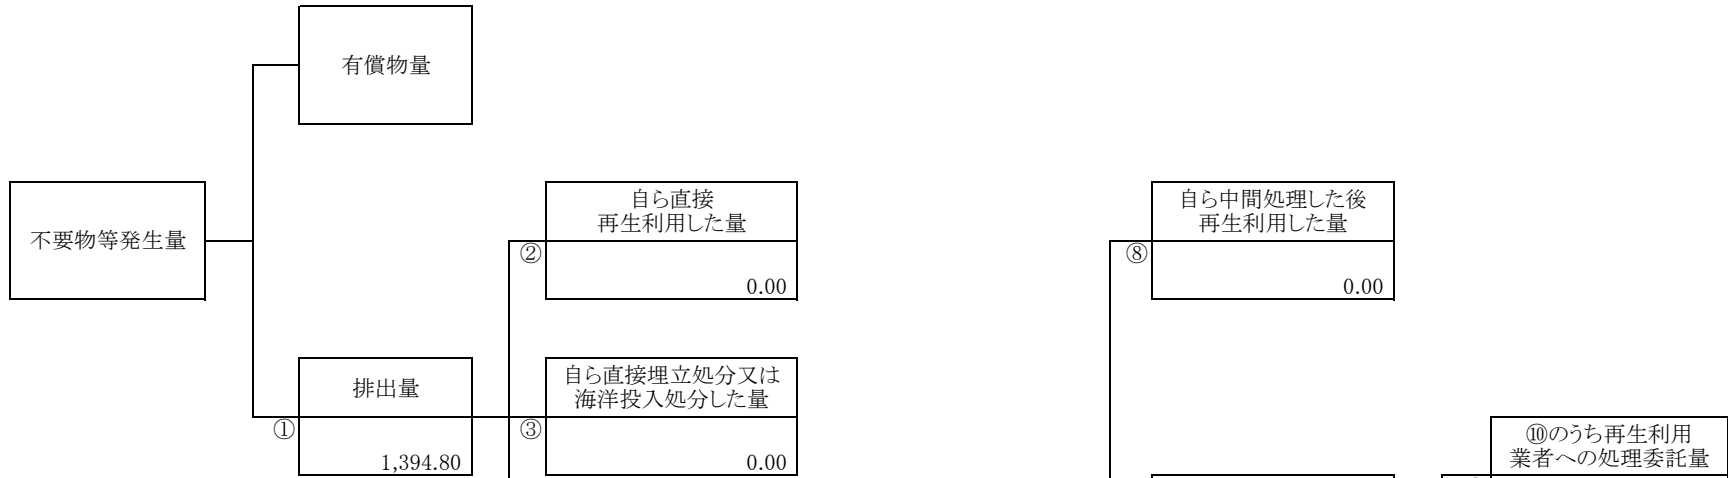 有償物量
不要物等発生量
自ら直接
再生利用した量
②
0.00
自ら中間処理した後
再生利用した量
⑧
0.00
排出量
①
1,394.80
自ら直接埋立処分又は
海洋投入処分した量
③
0.00
⑩のうち再生利用
業者への処理委託量